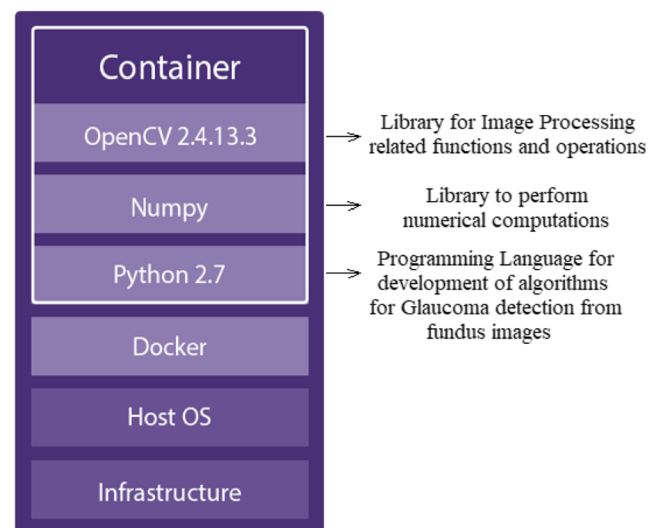 Container
OpenCV 2.4.13.3
Numpy
Python 2.7
Docker
Host OS
Infrastructure
Library for Image Processing
related functions and operations
Library to perform
numerical computations
Programming Language for
development of algorithms
for Glaucoma detection from
fundus images